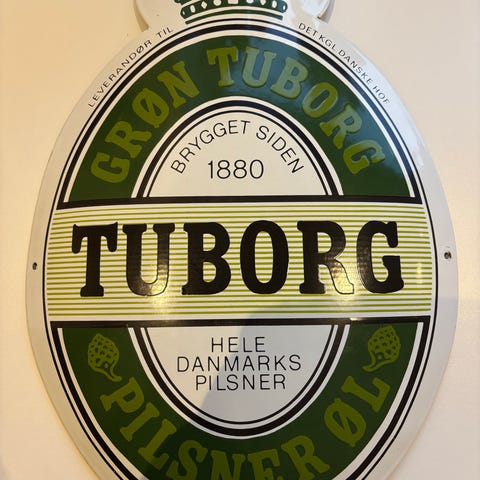 LEVERANDØR TIL DET KGL. DANSKE HOF
GRØN TUBORG
BRYGGET SIDEN
1880
TUBORG
HELE
DANMARKS
PILSNER
PILSNER ØL